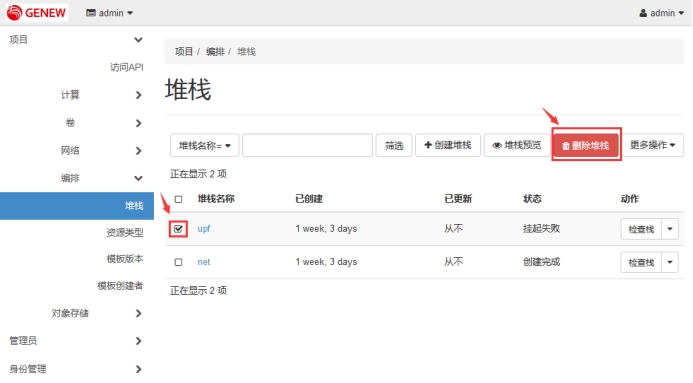 GENEW admin admin
项目
访问API
计算
卷
网络
编排
堆栈
资源类型
模板版本
模板创建者
对象存储
管理员
身份管理
项目 / 编排 / 堆栈
堆栈
堆栈名称= 筛选 创建堆栈 堆栈预览 删除堆栈 更多操作
正在显示 2 项
堆栈名称 已创建 已更新 状态 动作
upf 1 week, 3 days 从不 挂起失败 检查栈
net 1 week, 3 days 从不 创建完成 检查栈
正在显示 2 项